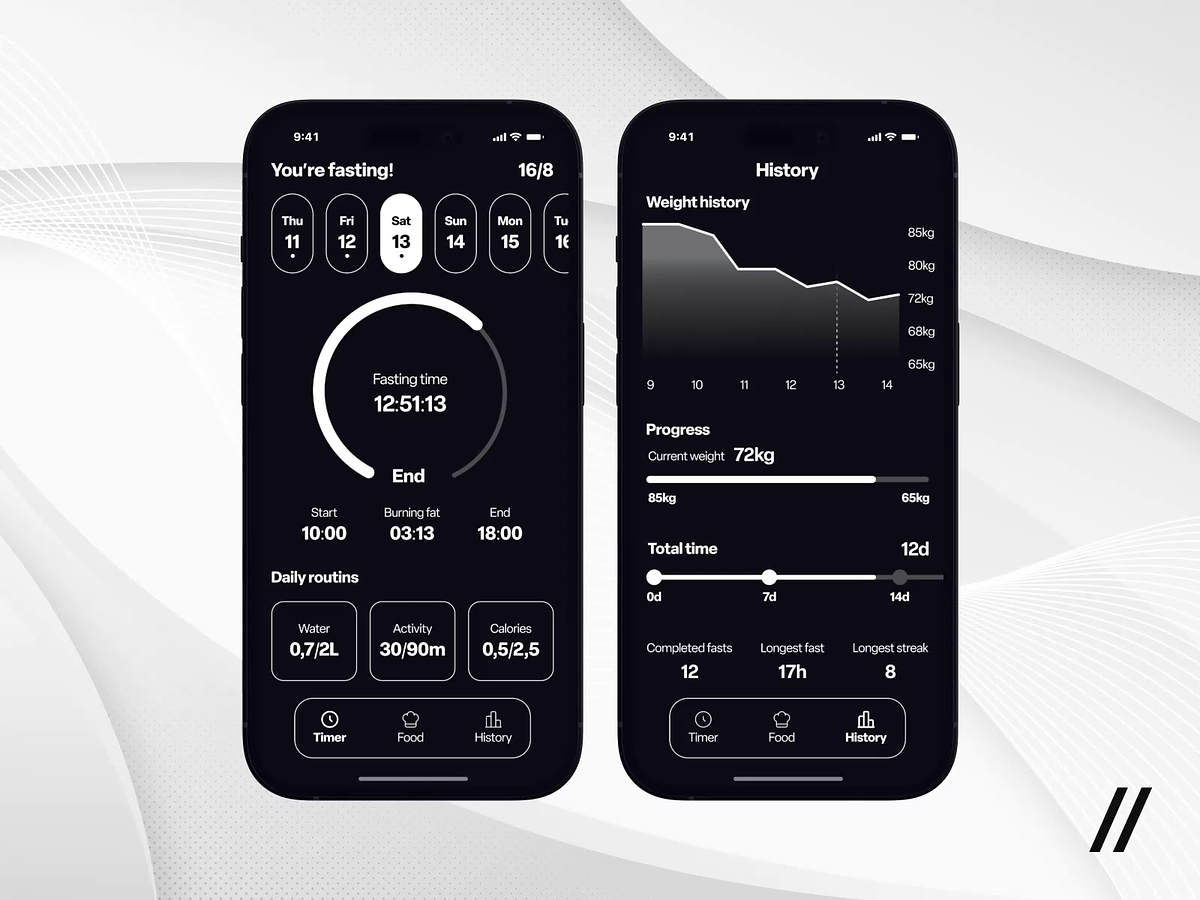 9:41
You're fasting! 16/8
Thu Fri Sat Sun Mon Tu
11 12 13 14 15 16
Fasting time
12:51:13
End
Start Burning fat End
10:00 03:13 18:00
Daily routins
Water Activity Calories
0,7/2L 30/90m 0,5/2,5
Timer Food History
9:41
History
Weight history
85kg
80kg
72kg
68kg
65kg
9 10 11 12 13 14
Progress
Current weight 72kg
85kg 65kg
Total time 12d
0d 7d 14d
Completed fasts Longest fast Longest streak
12 17h 8
Timer Food History
//